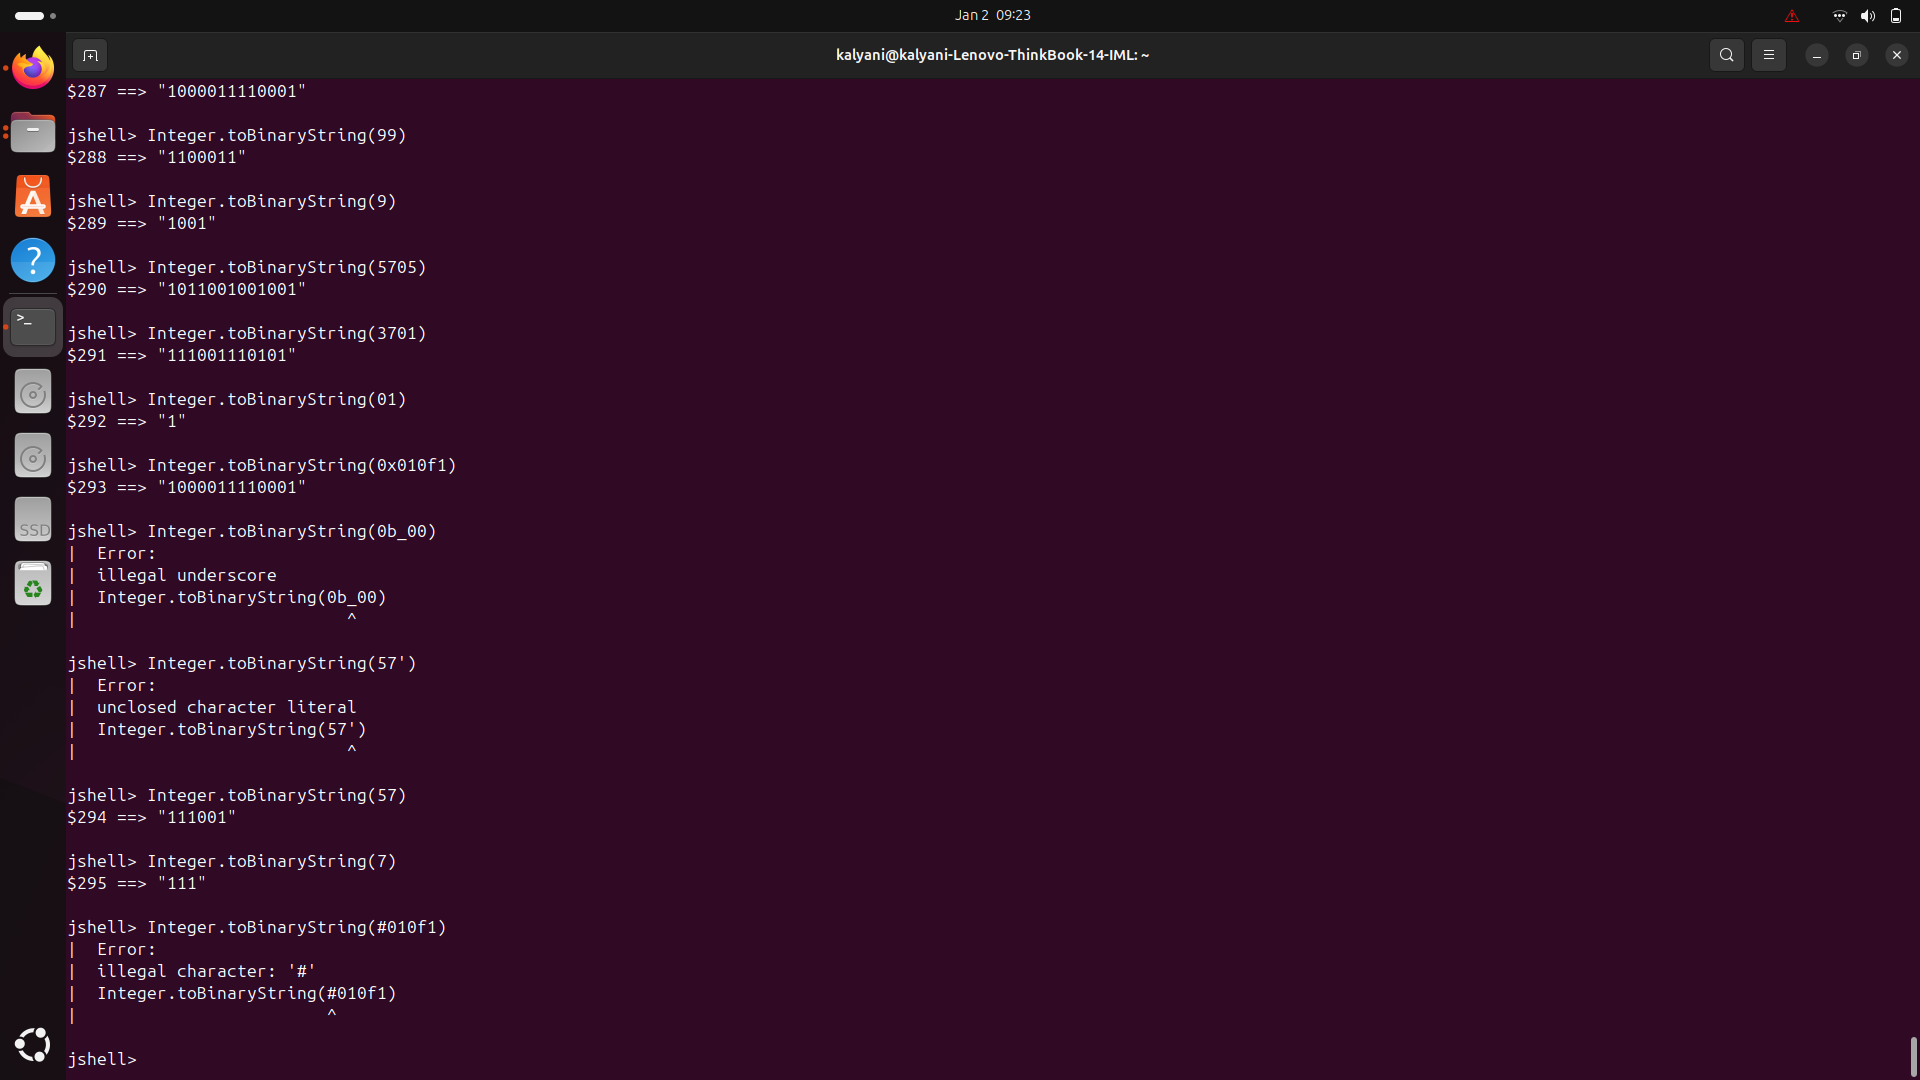 Jan 2 09:23
kalyani@kalyani-Lenovo-ThinkBook-14-IML: ~
$287 ==> "1000011110001"
jshell> Integer.toBinaryString(99)
$288 ==> "1100011"
jshell> Integer.toBinaryString(9)
$289 ==> "1001"
jshell> Integer.toBinaryString(5705)
$290 ==> "1011001001001"
jshell> Integer.toBinaryString(3701)
$291 ==> "111001110101"
jshell> Integer.toBinaryString(01)
$292 ==> "1"
jshell> Integer.toBinaryString(0x010f1)
$293 ==> "1000011110001"
jshell> Integer.toBinaryString(0b_00)
|  Error:
|  illegal underscore
|  Integer.toBinaryString(0b_00)
|                           ^
jshell> Integer.toBinaryString(57')
|  Error:
|  unclosed character literal
|  Integer.toBinaryString(57')
|                           ^
jshell> Integer.toBinaryString(57)
$294 ==> "111001"
jshell> Integer.toBinaryString(7)
$295 ==> "111"
jshell> Integer.toBinaryString(#010f1)
|  Error:
|  illegal character: '#'
|  Integer.toBinaryString(#010f1)
|                         ^
jshell>
>_
SSD